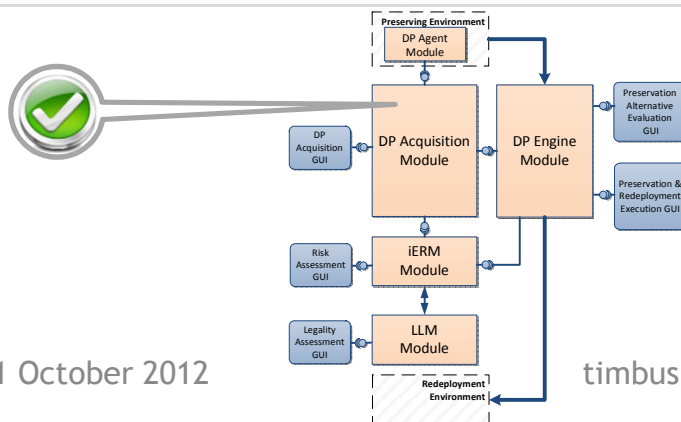 Preserving Environment
DP Agent
Module
DP
Acquisition
GUI
DP Acquisition
Module
DP Engine
Module
Preservation
Alternative
Evaluation
GUI
Preservation &
Redeployment
Execution GUI
Risk
Assessment
GUI
iERM
Module
Legality
Assessment
GUI
LLM
Module
1 October 2012
Redeployment
Environment
timbus